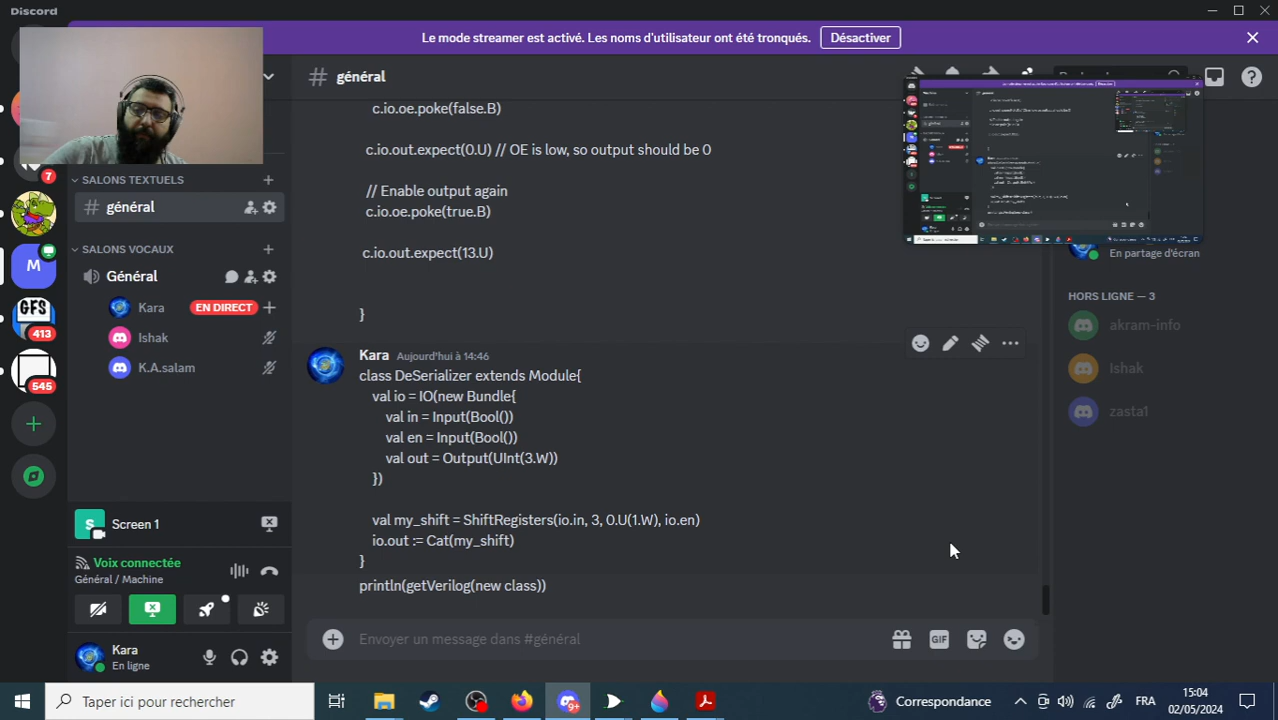 Discord
Le mode streamer est activé. Les noms d'utilisateur ont été tronqués.
Désactiver
général
SALONS TEXTUELS
général
SALONS VOCAUX
Général
Kara
EN DIRECT
Ishak
K.A.salam
7
M
GFS
413
545
Screen 1
Voix connectée
Général / Machine
Kara
En ligne
c.io.oe.poke(false.B)
c.io.out.expect(0.U) // OE is low, so output should be 0
// Enable output again
c.io.oe.poke(true.B)
c.io.out.expect(13.U)
}
Kara Aujourd'hui à 14:46
class DeSerializer extends Module{
val io = IO(new Bundle{
val in = Input(Bool())
val en = Input(Bool())
val out = Output(UInt(3.W))
})
val my_shift = ShiftRegisters(io.in, 3, 0.U(1.W), io.en)
io.out := Cat(my_shift)
}
println(getVerilog(new class))
Envoyer un message dans #général
GIF
En partage d'écran
HORS LIGNE — 3
akram-info
Ishak
zasta1
Taper ici pour rechercher
9+
Correspondance
FRA
15:04
02/05/2024